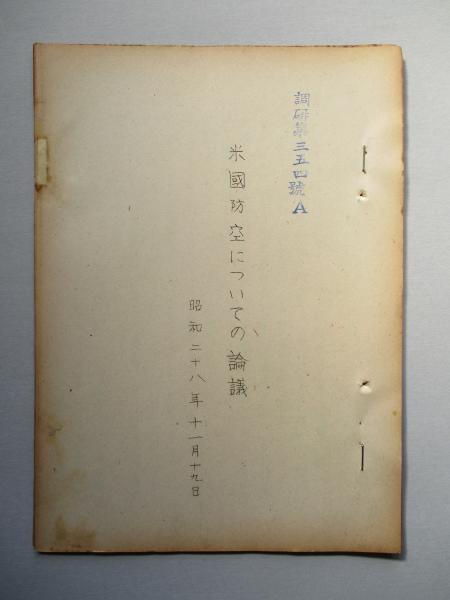 調研第三五四號A
米國防空についての論議
昭和二十八年十一月十九日